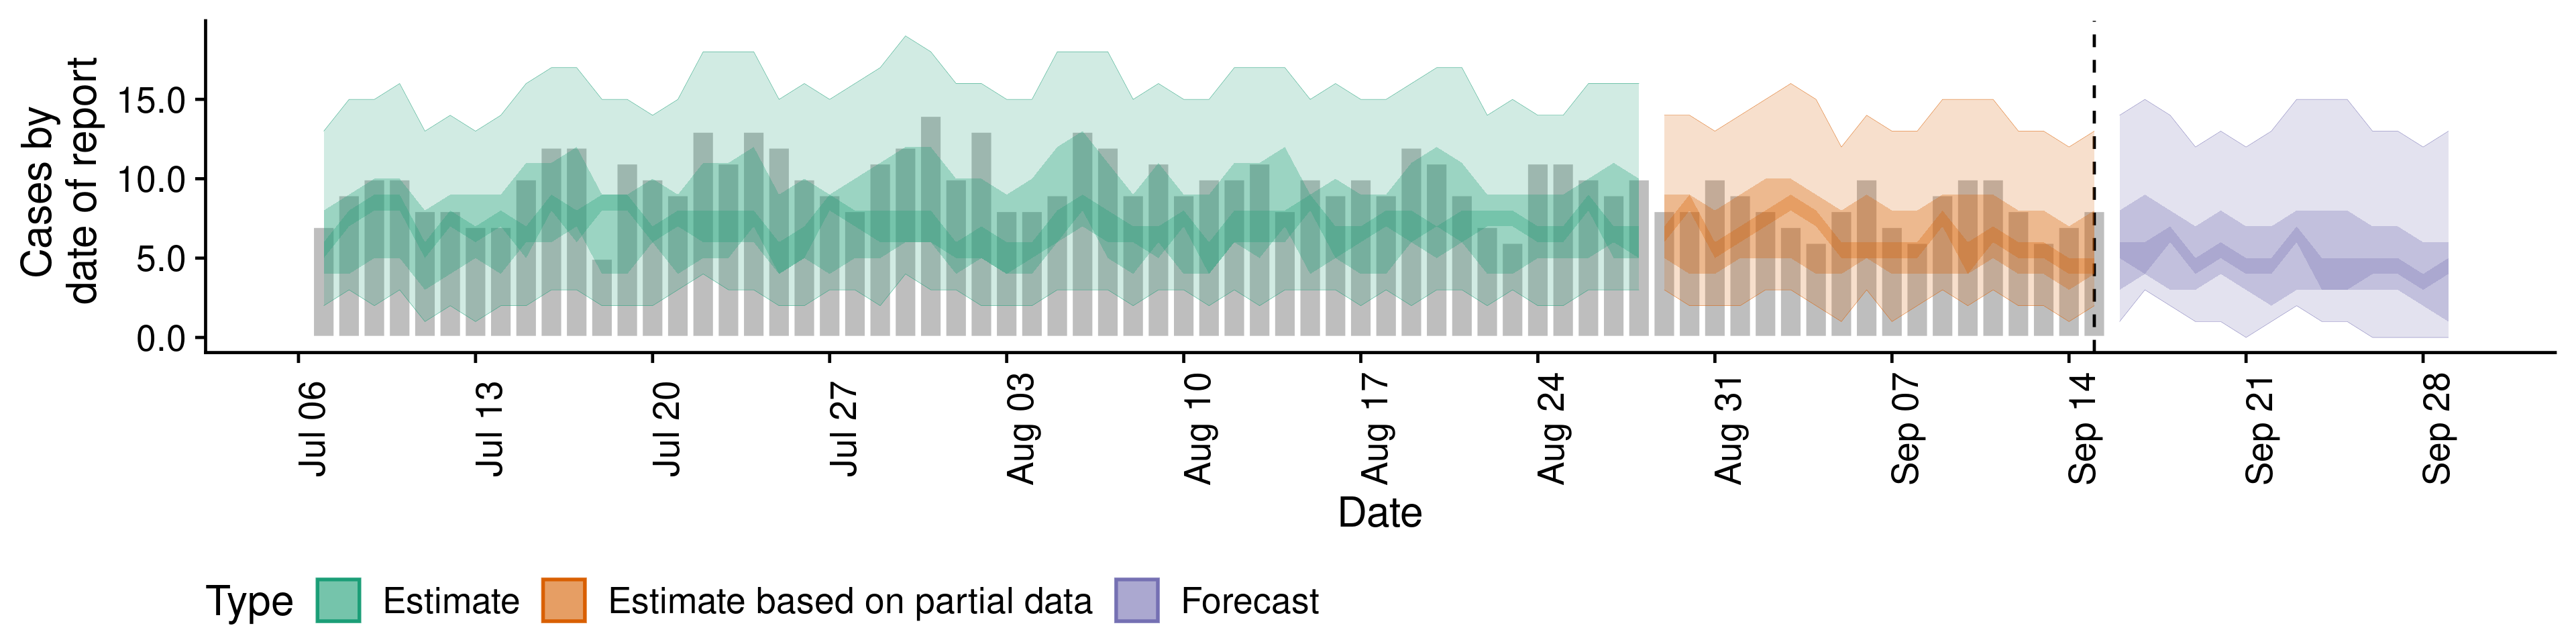 Cases by
date of report
15.0
10.0
5.0
0.0
Jul 06
Jul 13
Jul 20
Jul 27
Aug 03
Aug 10
Aug 17
Aug 24
Aug 31
Sep 07
Sep 14
Sep 21
Sep 28
Date
Type Estimate Estimate based on partial data Forecast